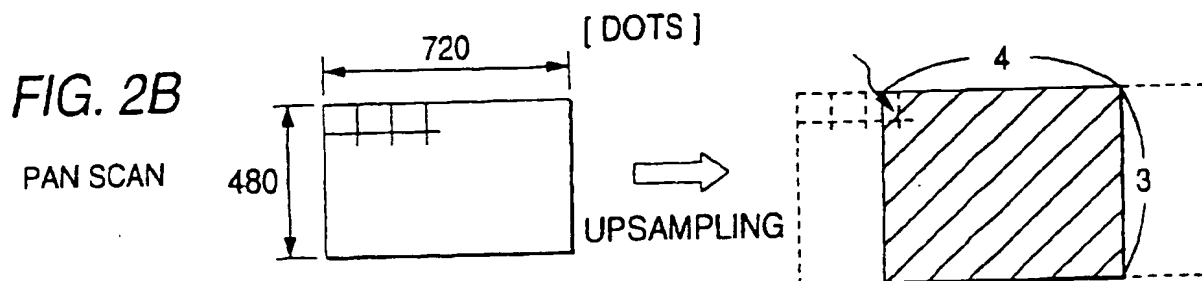 FIG. 2B
PAN SCAN
[ DOTS ]
720
480
UPSAMPLING
4
3